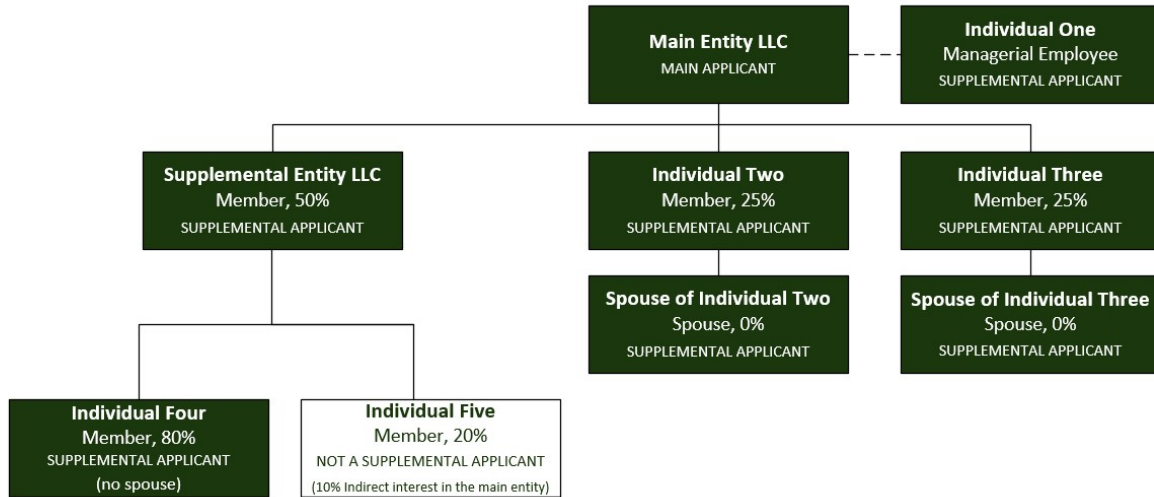 Main Entity LLC
MAIN APPLICANT
Individual One
Managerial Employee
SUPPLEMENTAL APPLICANT
Supplemental Entity LLC
Member, 50%
SUPPLEMENTAL APPLICANT
Individual Two
Member, 25%
SUPPLEMENTAL APPLICANT
Individual Three
Member, 25%
SUPPLEMENTAL APPLICANT
Spouse of Individual Two
Spouse, 0%
SUPPLEMENTAL APPLICANT
Spouse of Individual Three
Spouse, 0%
SUPPLEMENTAL APPLICANT
Individual Four
Member, 80%
SUPPLEMENTAL APPLICANT
(no spouse)
Individual Five
Member, 20%
NOT A SUPPLEMENTAL APPLICANT
(10% Indirect interest in the main entity)